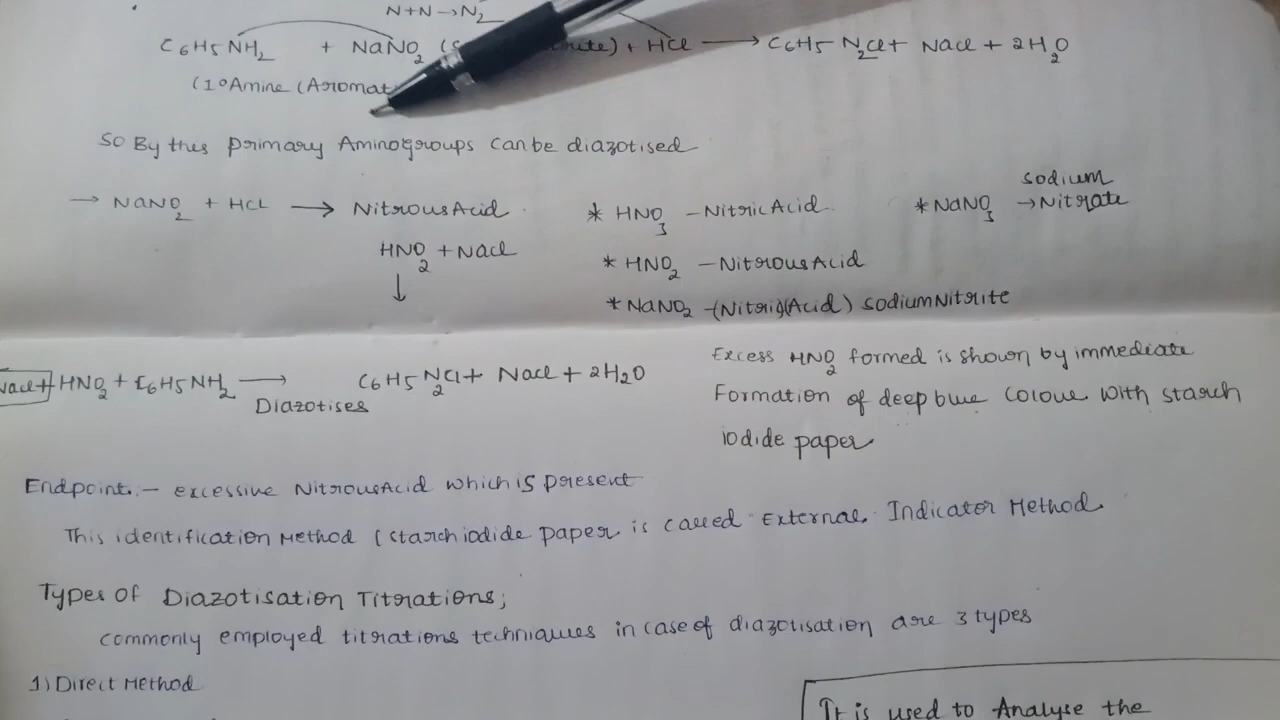 N+N→N2
C6H5NH2 + NaNO2 ( + HCl → C6H5 N2Cl + NaCl + 2H2O
(1° Amine (Aromat
So By this primary Aminogroups can be diazotised
→ NaNO2 + HCL → Nitrous Acid
* HNO3 - Nitric Acid
* NaNO3 → Sodium Nitrate
HNO2 + NaCl
↓
* HNO2 - Nitrous Acid
* NaNO2 - (Nitric(Acid) sodium Nitrite
NaCl + HNO2 + C6H5NH2 → C6H5N2Cl + NaCl + 2H2O
Diazotises
Excess HNO2 formed is shown by immediate
Formation of deep blue colour with starch
iodide paper
Endpoint :- excessive Nitrous Acid which is present
This identification Method (starch iodide paper is called External Indicator Method.
Types Of Diazotisation Titrations;
commonly employed titrations techniques in case of diazotisation are 3 types
1) Direct Method
It is used to Analyse the